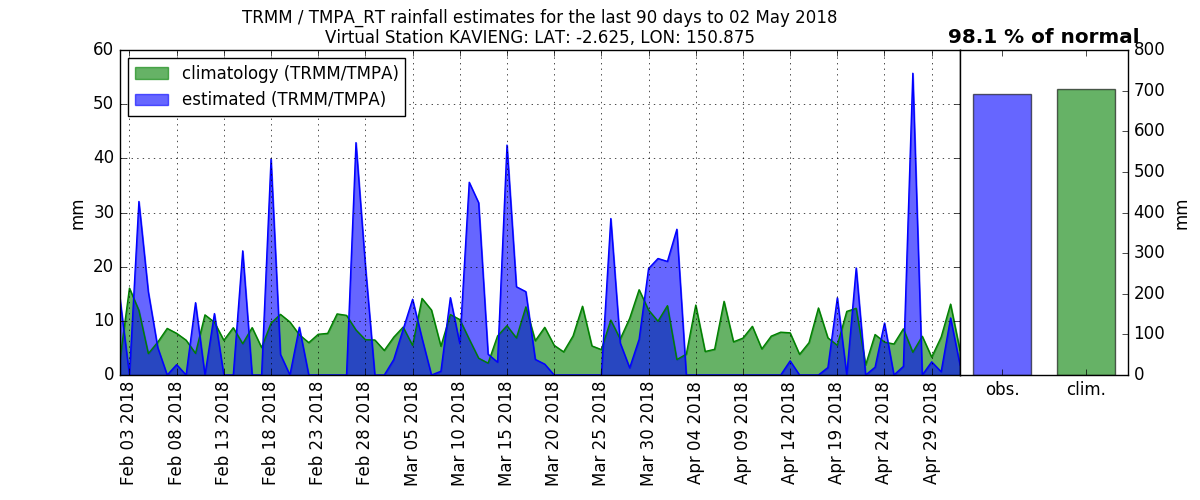 TRMM / TMPA_RT rainfall estimates for the last 90 days to 02 May 2018
Virtual Station KAVIENG: LAT: -2.625, LON: 150.875
98.1 % of normal
climatology (TRMM/TMPA)
estimated (TRMM/TMPA)
60
50
40
30
20
10
0
mm
Feb 03 2018
Feb 08 2018
Feb 13 2018
Feb 18 2018
Feb 23 2018
Feb 28 2018
Mar 05 2018
Mar 10 2018
Mar 15 2018
Mar 20 2018
Mar 25 2018
Mar 30 2018
Apr 04 2018
Apr 09 2018
Apr 14 2018
Apr 19 2018
Apr 24 2018
Apr 29 2018
obs.
clim.
800
700
600
500
400
300
200
100
0
mm